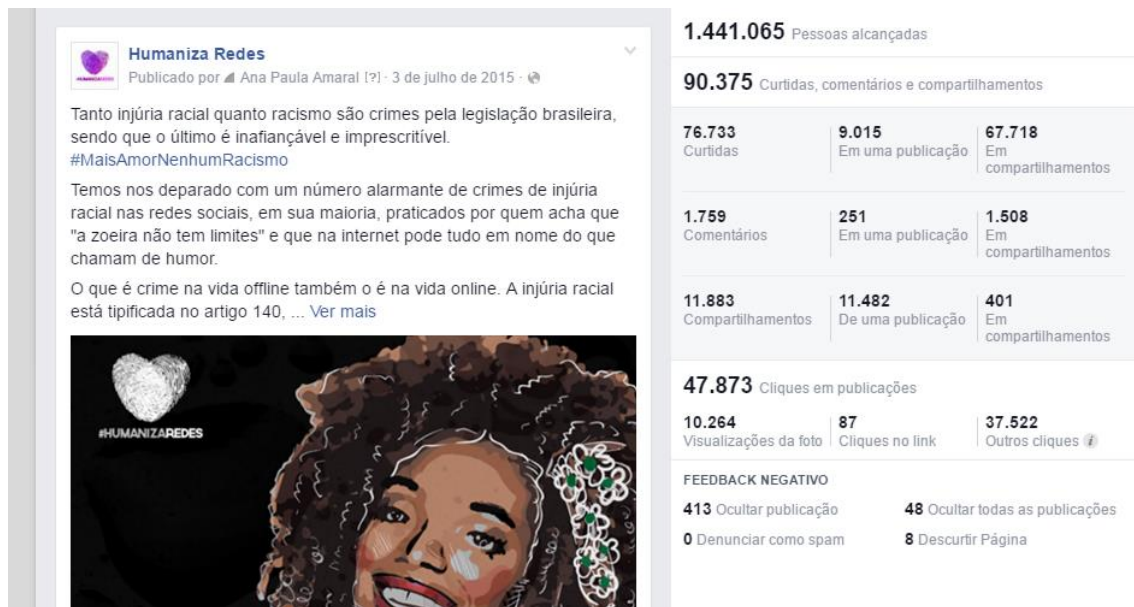 Humaniza Redes
Publicado por Ana Paula Amaral [?] · 3 de julho de 2015 ·
Tanto injúria racial quanto racismo são crimes pela legislação brasileira,
sendo que o último é inafiançável e imprescritível.
#MaisAmorNenhumRacismo
Temos nos deparado com um número alarmante de crimes de injúria
racial nas redes sociais, em sua maioria, praticados por quem acha que
"a zoeira não tem limites" e que na internet pode tudo em nome do que
chamam de humor.
O que é crime na vida offline também o é na vida online. A injúria racial
está tipificada no artigo 140, ... Ver mais
#HUMANIZAREDES
1.441.065 Pessoas alcançadas
90.375 Curtidas, comentários e compartilhamentos
76.733
Curtidas
9.015
Em uma publicação
67.718
Em
compartilhamentos
1.759
Comentários
251
Em uma publicação
1.508
Em
compartilhamentos
11.883
Compartilhamentos
11.482
De uma publicação
401
Em
compartilhamentos
47.873 Cliques em publicações
10.264
Visualizações da foto
87
Cliques no link
37.522
Outros cliques i
FEEDBACK NEGATIVO
413 Ocultar publicação
48 Ocultar todas as publicações
0 Denunciar como spam
8 Descurtir Página